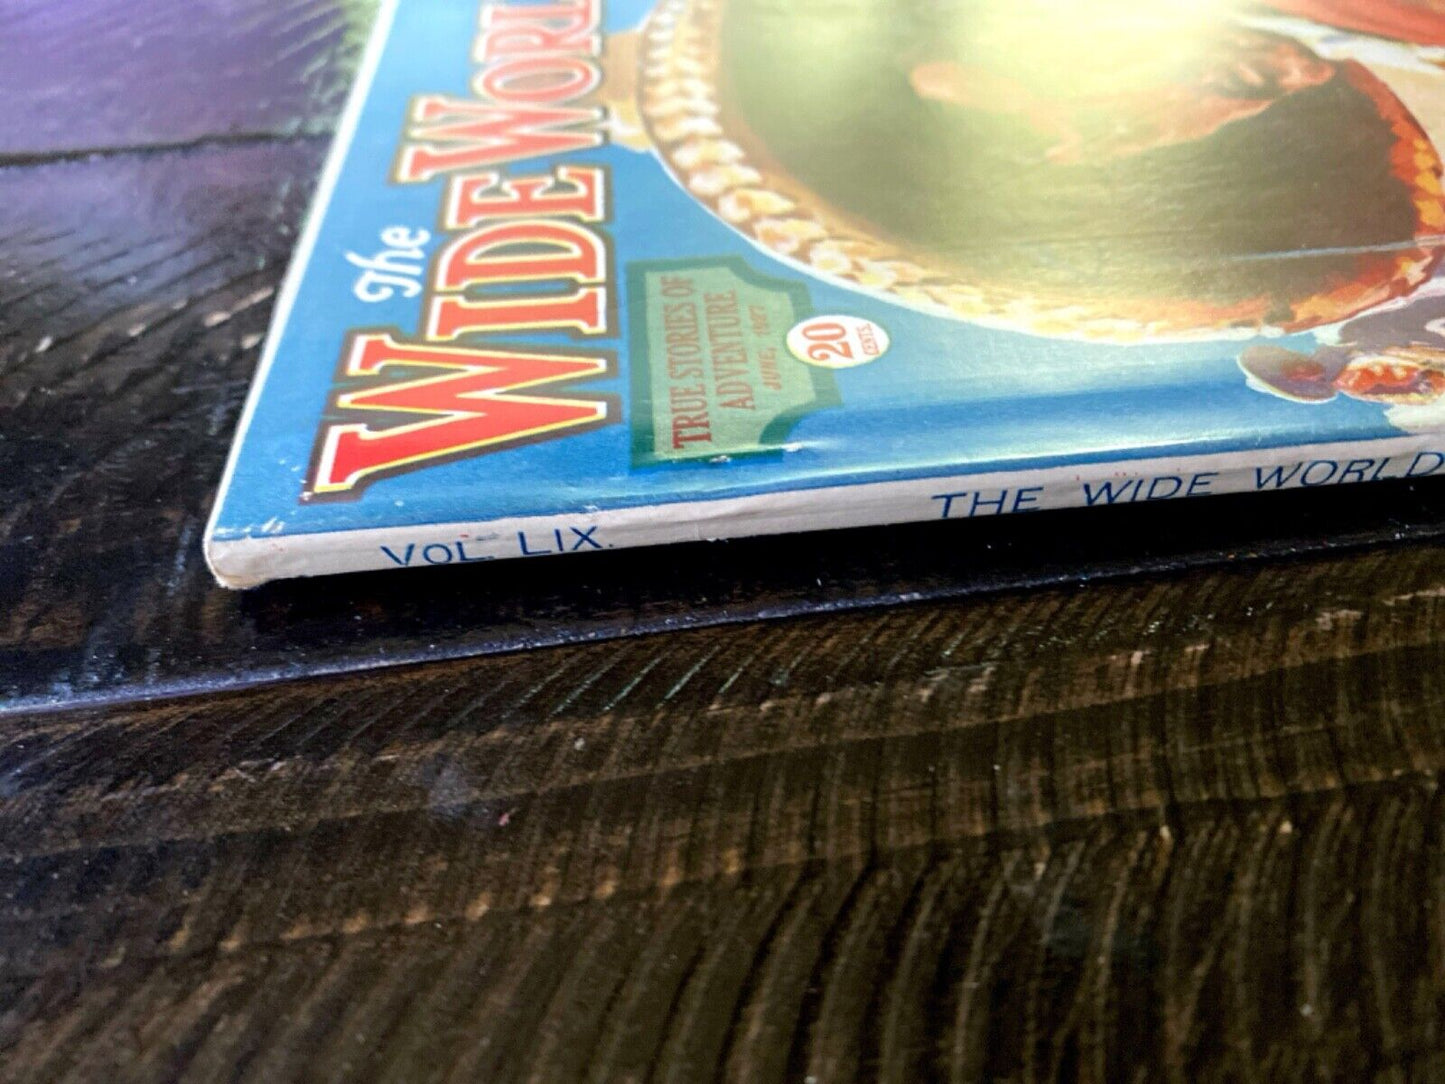 The
WIDE WORL
TRUE STORIES OF
ADVENTURE
JUNE, 1927
20
CENTS.
VOL. LIX. THE WIDE WORLD